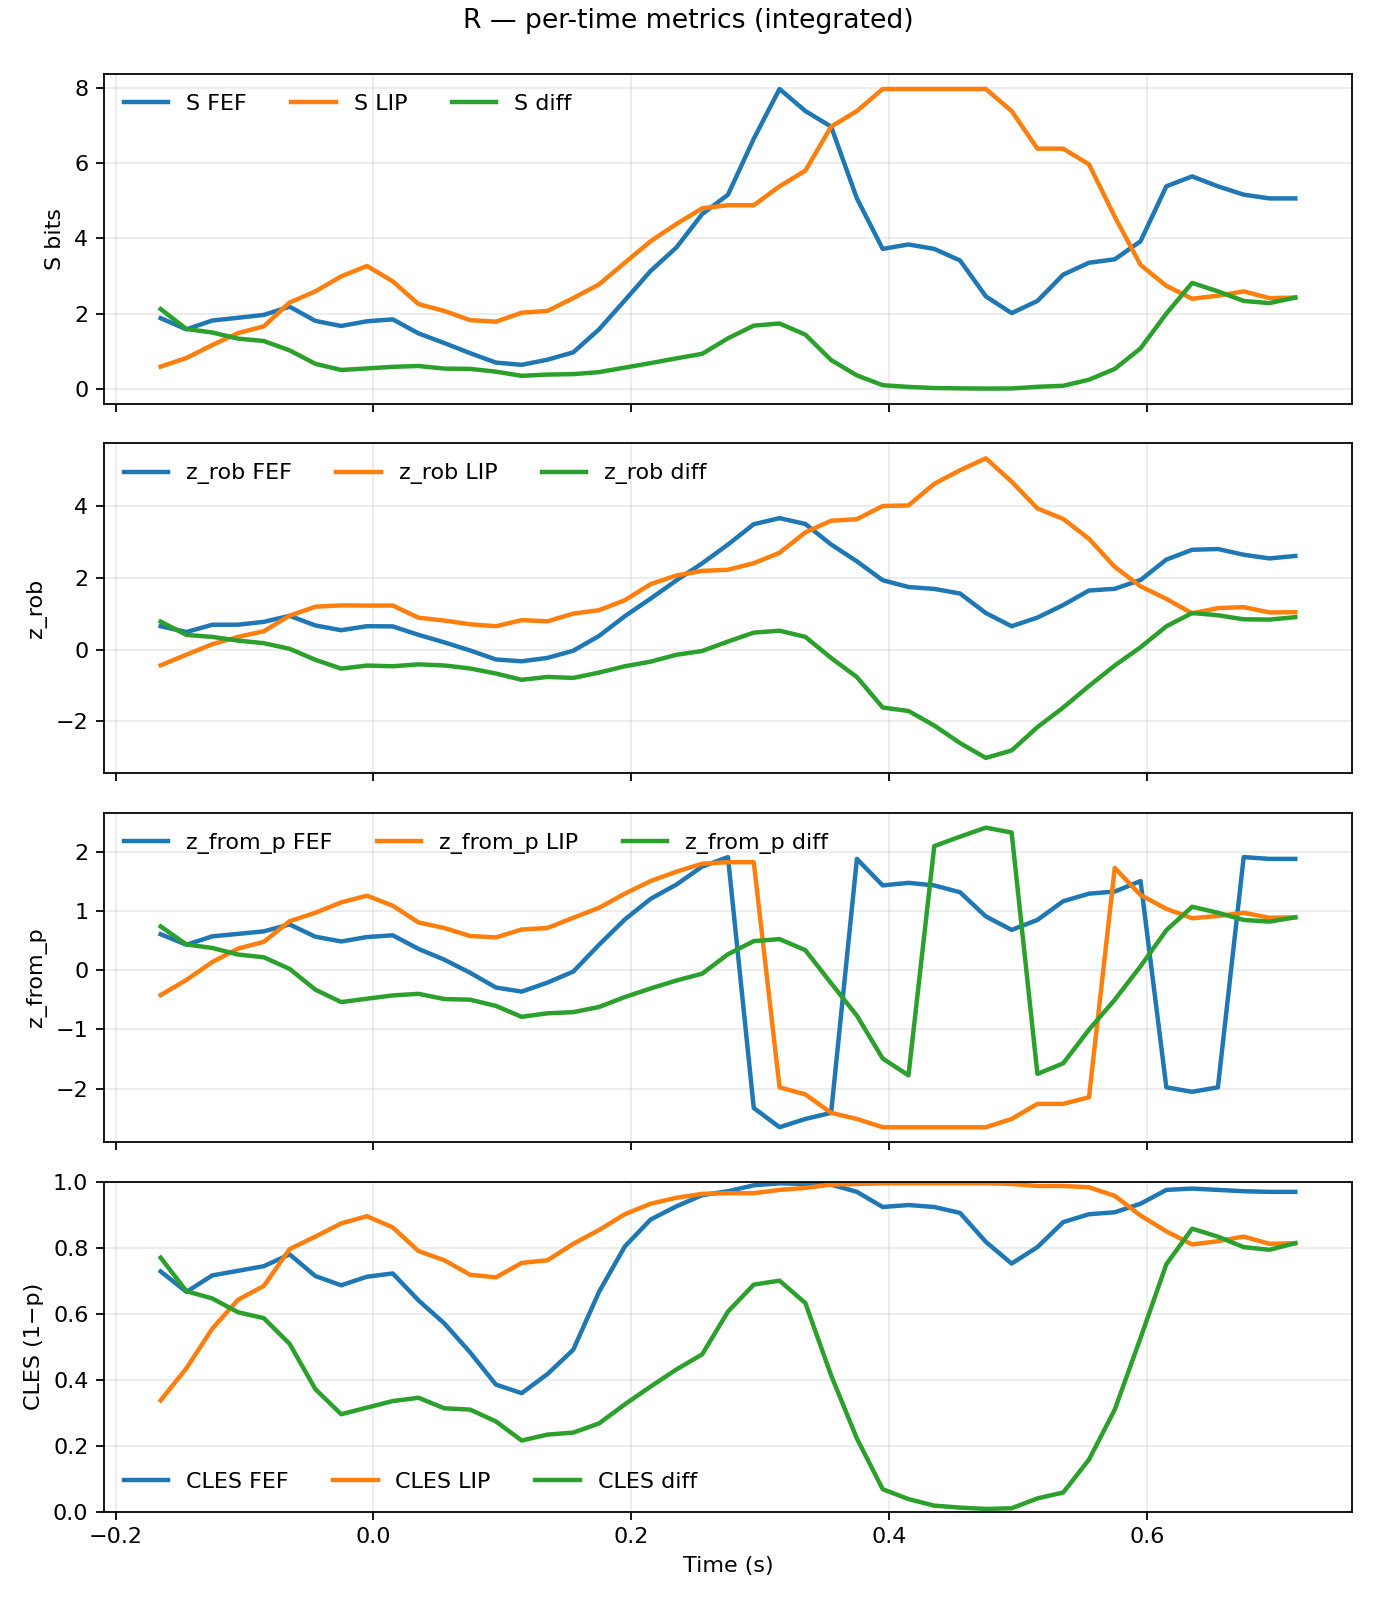 R — per-time metrics (integrated)
S FEF S LIP S diff
8
6
4
2
0
S bits
z_rob FEF z_rob LIP z_rob diff
4
2
0
−2
z_rob
z_from_p FEF z_from_p LIP z_from_p diff
2
1
0
−1
−2
z_from_p
1.0
0.8
0.6
0.4
0.2
0.0
CLES (1−p)
CLES FEF CLES LIP CLES diff
−0.2 0.0 0.2 0.4 0.6
Time (s)